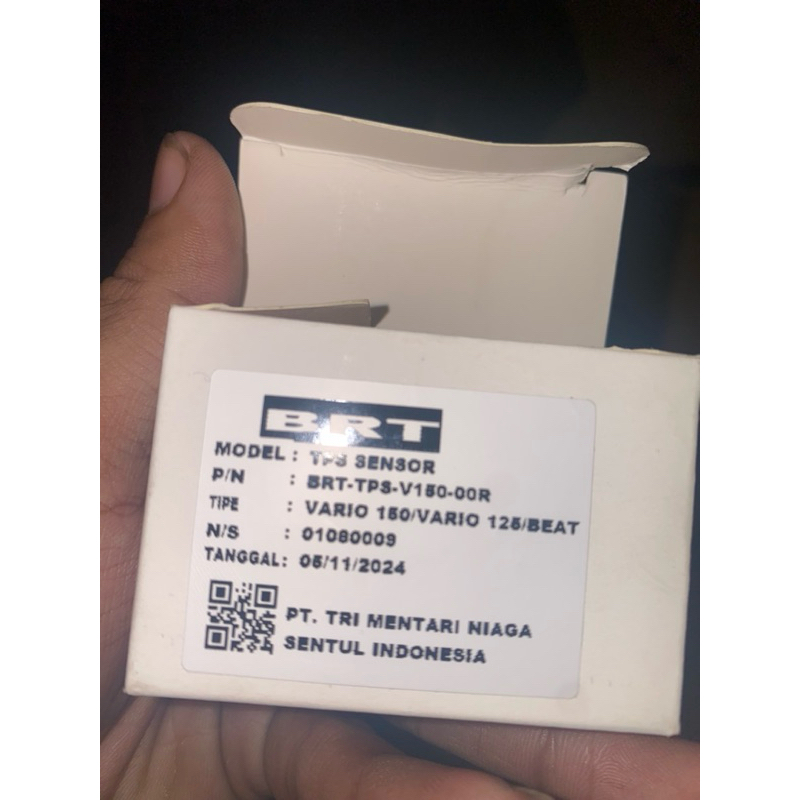 BRT
MODEL : TPS SENSOR
P/N : BRT-TPS-V150-00R
TIPE : VARIO 150/VARIO 125/BEAT
N/S : 01080009
TANGGAL : 05/11/2024
PT. TRI MENTARI NIAGA
SENTUL INDONESIA